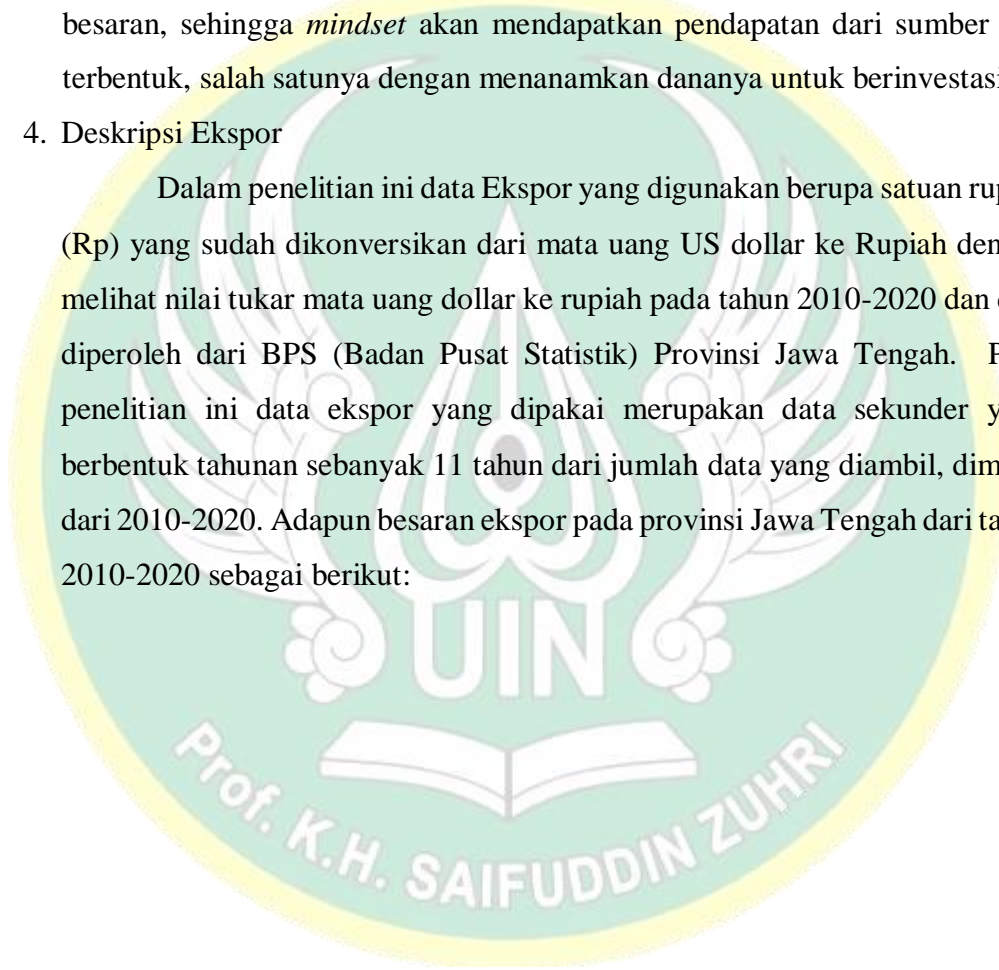 besaran, sehingga mindset akan mendapatkan pendapatan dari sumber
terbentuk, salah satunya dengan menanamkan dananya untuk berinvestasi
4. Deskripsi Ekspor
Dalam penelitian ini data Ekspor yang digunakan berupa satuan
(Rp) yang sudah dikonversikan dari mata uang US dollar ke Rupiah
melihat nilai tukar mata uang dollar ke rupiah pada tahun 2010-2020 dan
diperoleh dari BPS (Badan Pusat Statistik) Provinsi Jawa Tengah.
penelitian ini data ekspor yang dipakai merupakan data sekunder
berbentuk tahunan sebanyak 11 tahun dari jumlah data yang diambil,
dari 2010-2020. Adapun besaran ekspor pada provinsi Jawa Tengah dari
2010-2020 sebagai berikut:
UIN
Prof. K.H. SAIFUDDIN ZUHRI